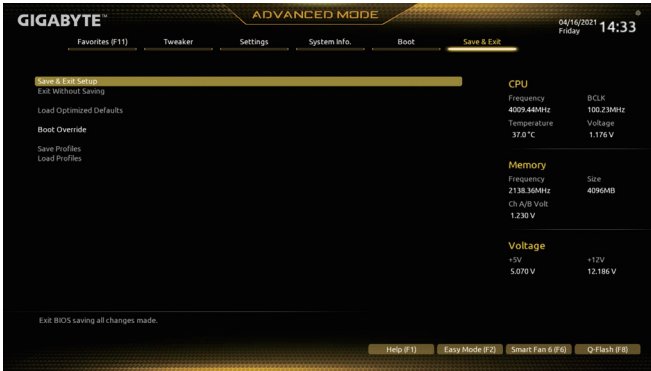 GIGABYTE™
ADVANCED MODE
04/16/2021
Friday
14:33
Favorites (F11) Tweaker Settings System Info. Boot Save & Exit
Save & Exit Setup
Exit Without Saving
Load Optimized Defaults
Boot Override
Save Profiles
Load Profiles
CPU
Frequency BCLK
4009.44MHz 100.23MHz
Temperature Voltage
37.0 °C 1.176 V
Memory
Frequency Size
2138.36MHz 4096MB
Ch A/B Volt
1.230 V
Voltage
+5V +12V
5.070 V 12.186 V
Exit BIOS saving all changes made.
Help (F1) Easy Mode (F2) Smart Fan 6 (F6) Q-Flash (F8)